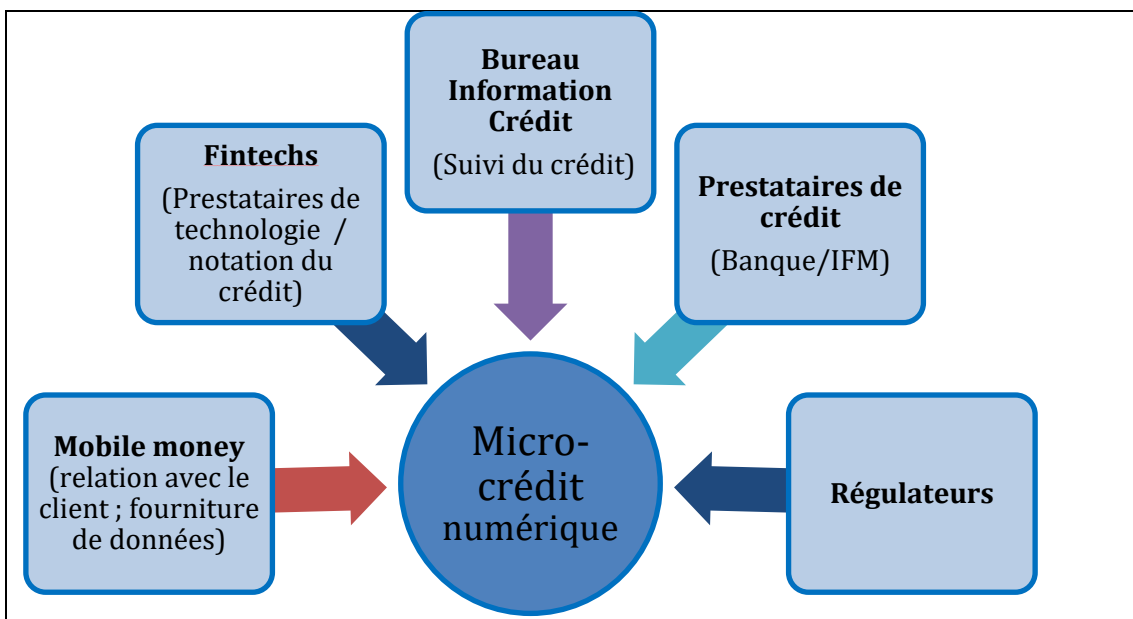 Bureau
Information
Crédit
(Suivi du crédit)
Fintechs
(Prestataires de
technologie /
notation du
crédit)
Prestataires de
crédit
(Banque/IFM)
Mobile money
(relation avec le
client ; fourniture
de données)
Micro-
crédit
numérique
Régulateurs